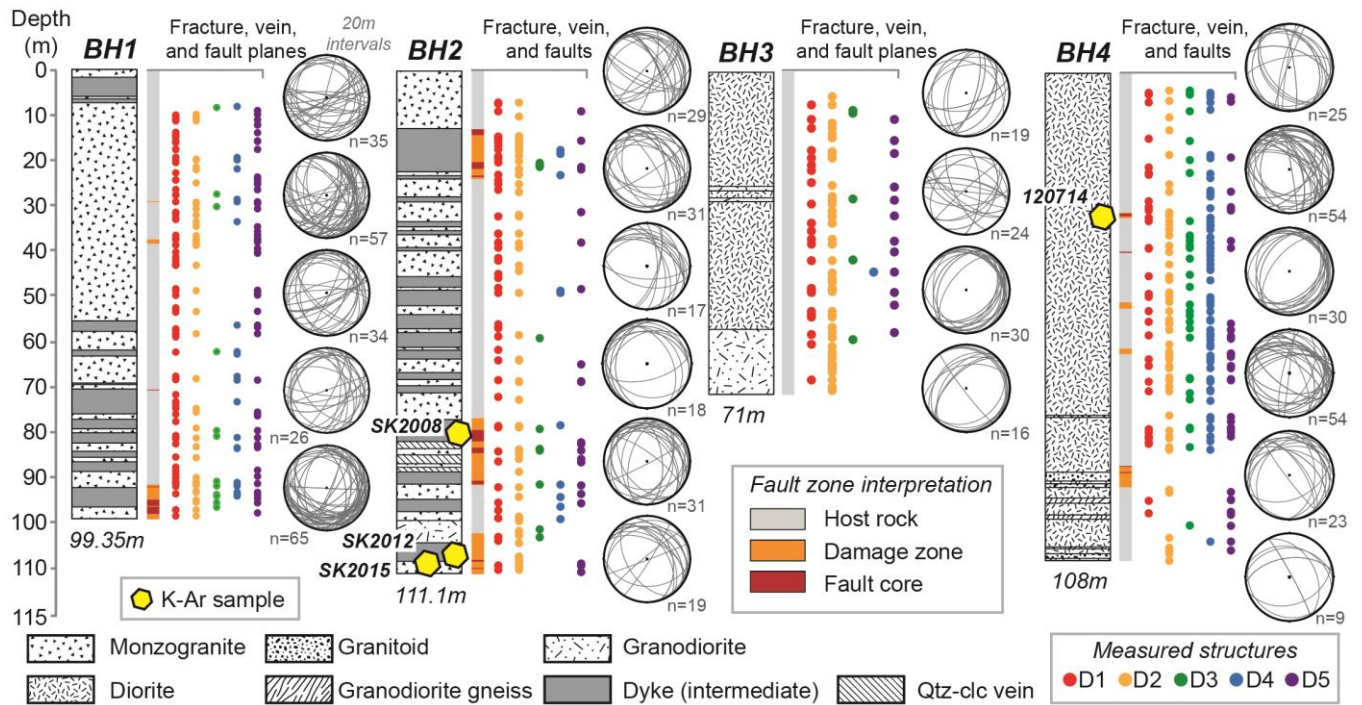 Depth
(m)
BH1
Fracture, vein,
and fault planes
20m
intervals
BH2
Fracture, vein,
and faults
BH3
Fracture, vein,
and fault planes
BH4
Fracture, vein,
and faults
0
10
20
30
40
50
60
70
80
90
100
110
115
n=35
n=57
n=34
n=26
n=65
99.35m
n=29
n=31
n=17
n=18
n=31
n=19
SK2008
SK2012
SK2015
111.1m
n=19
n=24
n=30
n=16
71m
120714
n=25
n=54
n=30
n=54
n=23
n=9
108m
K-Ar sample
Fault zone interpretation
Host rock
Damage zone
Fault core
Monzogranite
Granitoid
Granodiorite
Diorite
Granodiorite gneiss
Dyke (intermediate)
Qtz-clc vein
Measured structures
D1 D2 D3 D4 D5